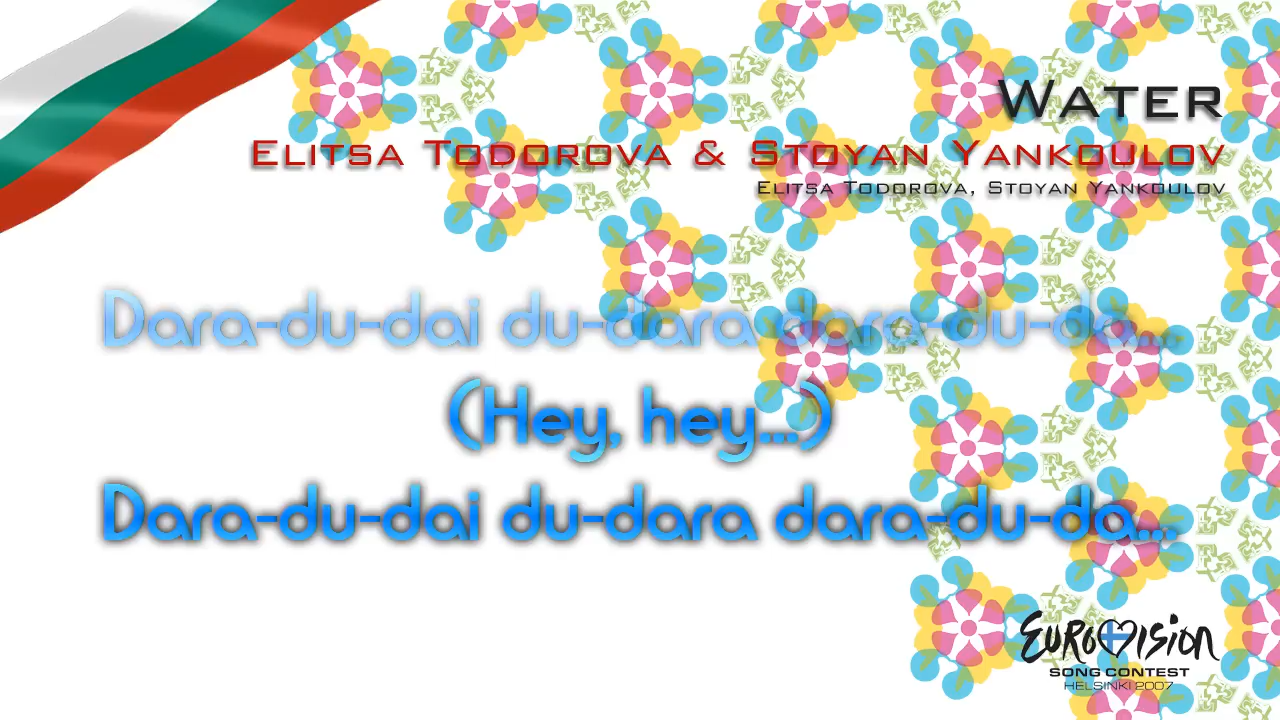 Water
Elitsa Todorova & Stoyan Yankoulov
Elitsa Todorova, Stoyan Yankoulov
Dara-du-dai du-dara dara-du-da...
(Hey, hey...)
Dara-du-dai du-dara dara-du-da...
EUROVISION
SONG CONTEST
HELSINKI 2007